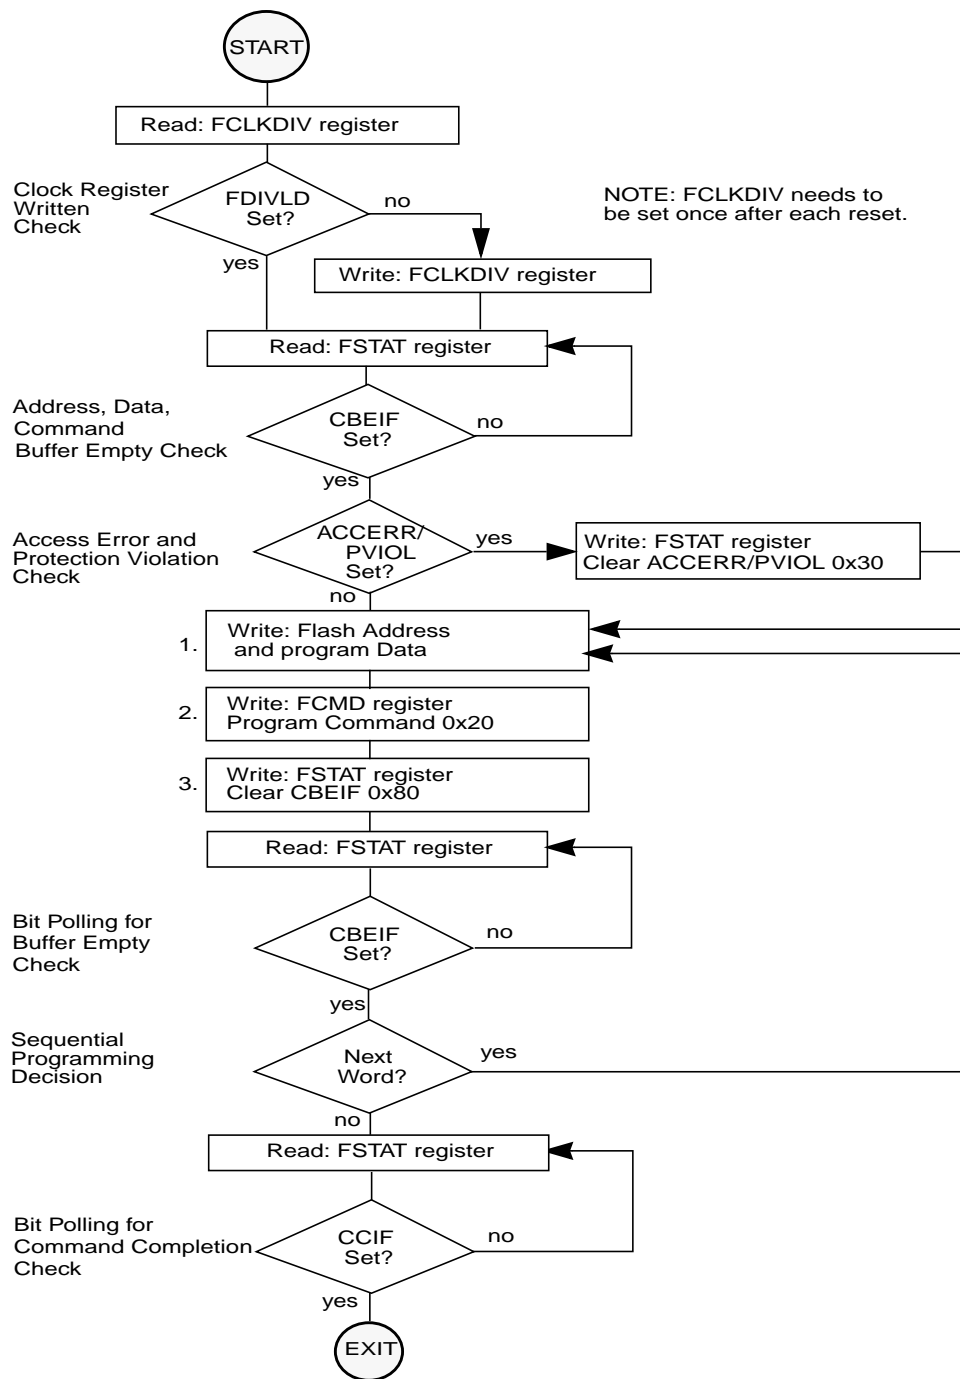 START
Read: FCLKDIV register
Clock Register
Written
Check
FDIVLD
Set?
no
yes
NOTE: FCLKDIV needs to
be set once after each reset.
Write: FCLKDIV register
Read: FSTAT register
Address, Data,
Command
Buffer Empty Check
CBEIF
Set?
no
yes
Access Error and
Protection Violation
Check
ACCERR/
PVIOL
Set?
yes
no
Write: FSTAT register
Clear ACCERR/PVIOL 0x30
1.
Write: Flash Address
and program Data
2.
Write: FCMD register
Program Command 0x20
3.
Write: FSTAT register
Clear CBEIF 0x80
Read: FSTAT register
Bit Polling for
Buffer Empty
Check
CBEIF
Set?
no
yes
Sequential
Programming
Decision
Next
Word?
yes
no
Read: FSTAT register
Bit Polling for
Command Completion
Check
CCIF
Set?
no
yes
EXIT